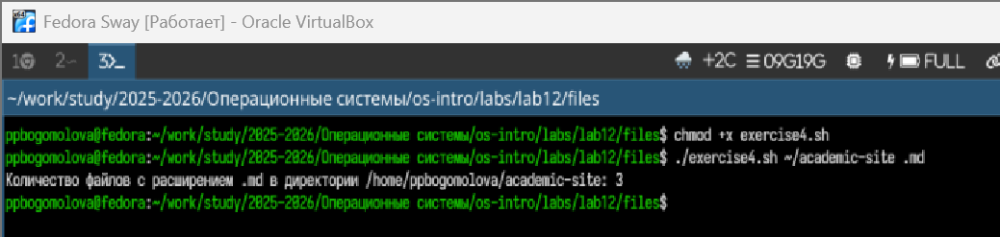 Fedora Sway [Работает] - Oracle VirtualBox
1 2 3 +2C 09G19G FULL
~/work/study/2025-2026/Операционные системы/os-intro/labs/lab12/files
ppbogomolova@fedora:~/work/study/2025-2026/Операционные системы/os-intro/labs/lab12/files$ chmod +x exercise4.sh
ppbogomolova@fedora:~/work/study/2025-2026/Операционные системы/os-intro/labs/lab12/files$ ./exercise4.sh ~/academic-site .md
Количество файлов с расширением .md в директории /home/ppbogomolova/academic-site: 3
ppbogomolova@fedora:~/work/study/2025-2026/Операционные системы/os-intro/labs/lab12/files$